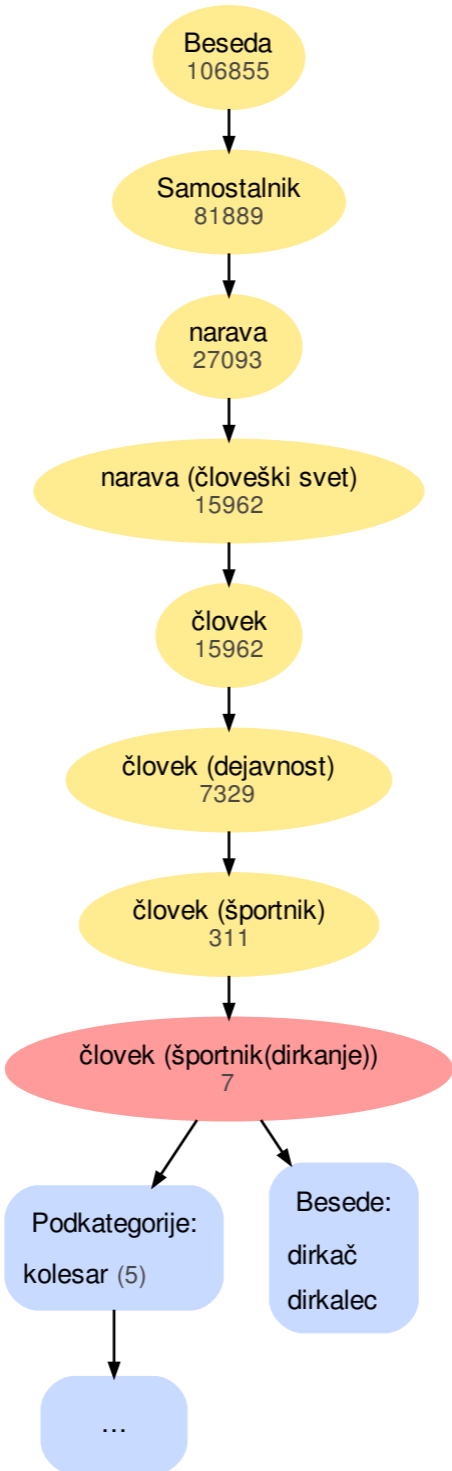 Beseda
106855
Samostalnik
81889
narava
27093
narava (človeški svet)
15962
človek
15962
človek (dejavnost)
7329
človek (športnik)
311
človek (športnik(dirkanje))
7
Podkategorije:
kolesar (5)
Besede:
dirkač
dirkalec
...